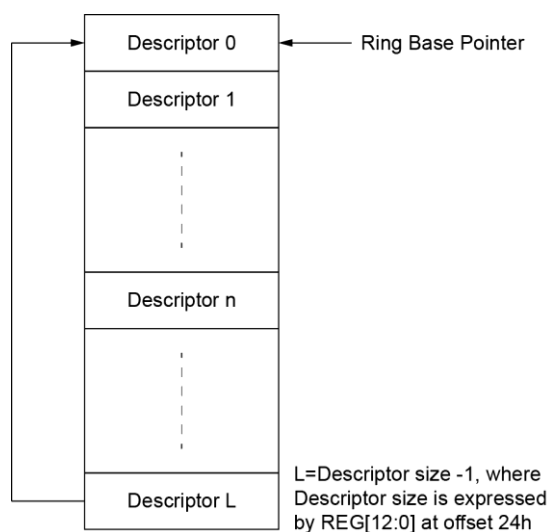 Descriptor 0
Ring Base Pointer
Descriptor 1
Descriptor n
Descriptor L
L=Descriptor size -1, where
Descriptor size is expressed
by REG[12:0] at offset 24h